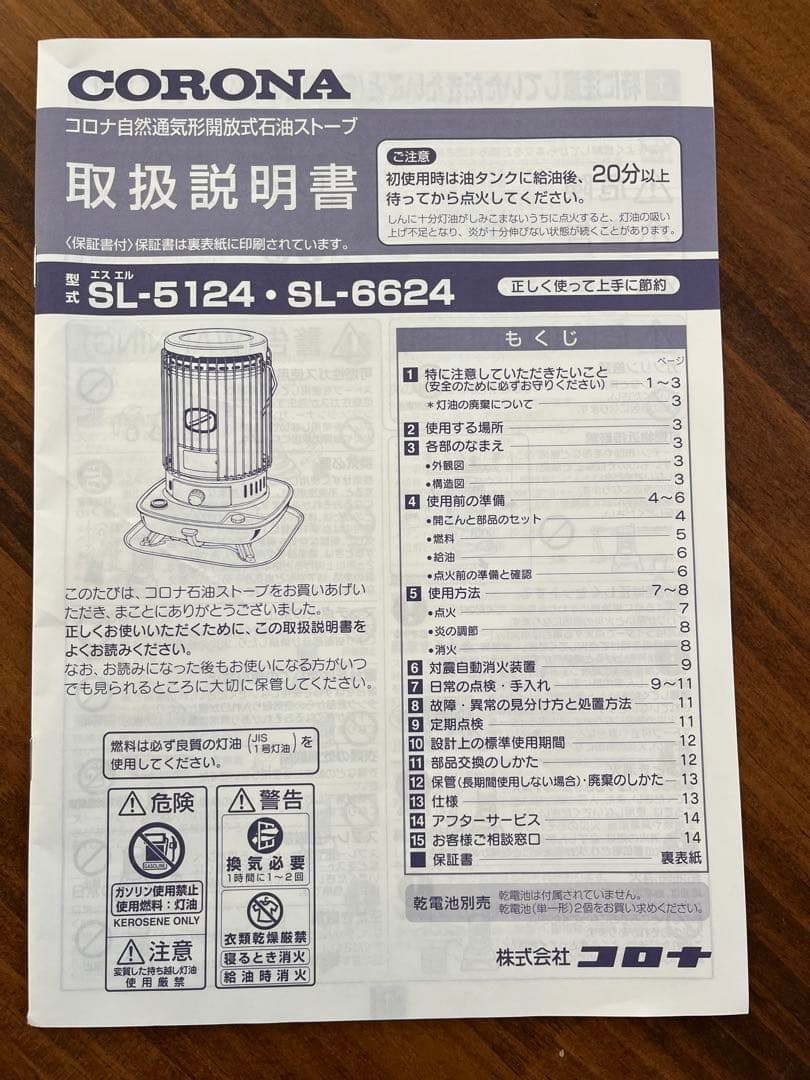 CORONA
コロナ自然通気形開放式石油ストーブ
取扱説明書
〈保証書付〉保証書は裏表紙に印刷されています。
ご注意
初使用時は油タンクに給油後、20分以上
待ってから点火してください。
しんに十分灯油がしみこまないうちに点火すると、灯油の吸い
上げ不足となり、炎が十分伸びない状態が続くことがあります。
型式 エス エル
SL-5124・SL-6624
正しく使って上手に節約
このたびは、コロナ石油ストーブをお買いあげい
ただき、まことにありがとうございました。
正しくお使いいただくために、この取扱説明書を
よくお読みください。
なお、お読みになった後もお使いになる方がいつ
でも見られるところに大切に保管してください。
燃料は必ず良質の灯油(JIS 1号灯油)を
使用してください。
危険
GASOLINE
ガソリン使用禁止
使用燃料：灯油
KEROSENE ONLY
注意
変質した持ち越し灯油
使用厳禁
警告
換気必要
1時間に1〜2回
衣類乾燥厳禁
寝るとき消火
給油時消火
もくじ
ページ
1 特に注意していただきたいこと
(安全のために必ずお守りください) 1〜3
＊灯油の廃棄について 3
2 使用する場所 3
3 各部のなまえ 3
●外観図 3
●構造図 3
4 使用前の準備 4〜6
●開こんと部品のセット 4
●燃料 5
●給油 6
●点火前の準備と確認 6
5 使用方法 7〜8
●点火 7
●炎の調節 8
●消火 8
6 対震自動消火装置 9
7 日常の点検・手入れ 9〜11
8 故障・異常の見分け方と処置方法 11
9 定期点検 11
10 設計上の標準使用期間 12
11 部品交換のしかた 12
12 保管(長期間使用しない場合)・廃棄のしかた 13
13 仕様 13
14 アフターサービス 14
15 お客様ご相談窓口 14
■ 保証書 裏表紙
乾電池別売
乾電池は付属されていません。
乾電池(単一形)2個をお買い求めください。
株式会社 コロナ